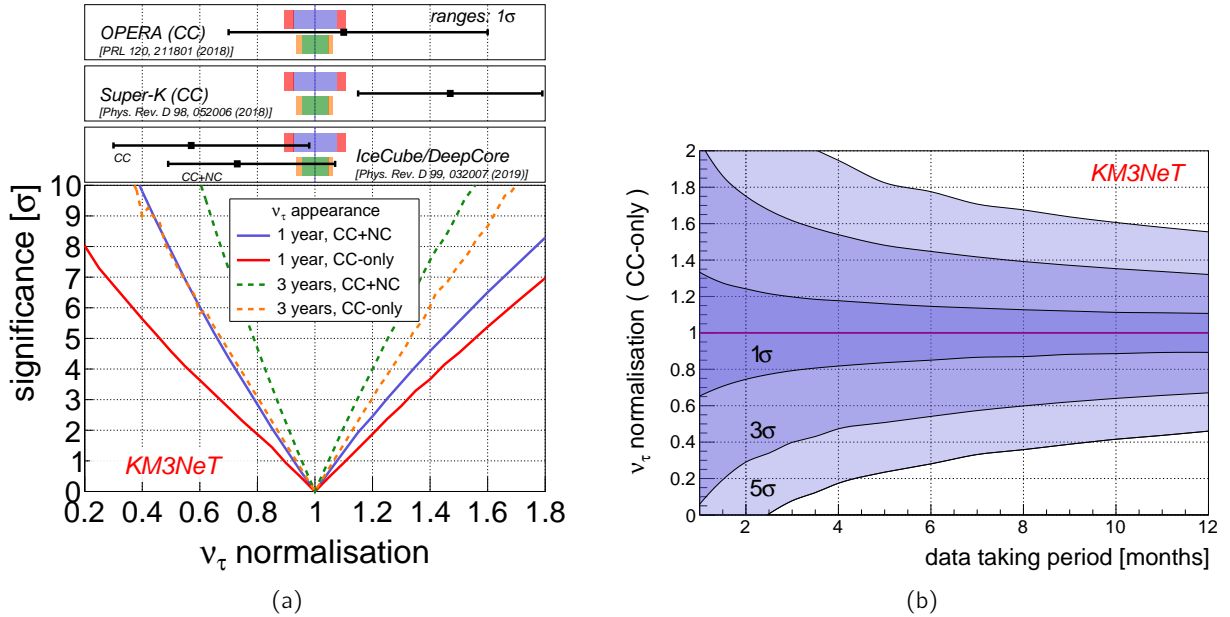 OPERA (CC)
[PRL 120, 211801 (2018)]
ranges: 1σ
Super-K (CC)
[Phys. Rev. D 98, 052006 (2018)]
CC
CC+NC
IceCube/DeepCore
[Phys. Rev. D 99, 032007 (2019)]
significance [σ]
10
9
8
7
6
5
4
3
2
1
0
ντ appearance
1 year, CC+NC
1 year, CC-only
3 years, CC+NC
3 years, CC-only
KM3NeT
0.2 0.4 0.6 0.8 1 1.2 1.4 1.6 1.8
ντ normalisation
(a)
ντ normalisation ( CC-only)
2
1.8
1.6
1.4
1.2
1
0.8
0.6
0.4
0.2
0
KM3NeT
1σ
3σ
5σ
2 4 6 8 10 12
data taking period [months]
(b)